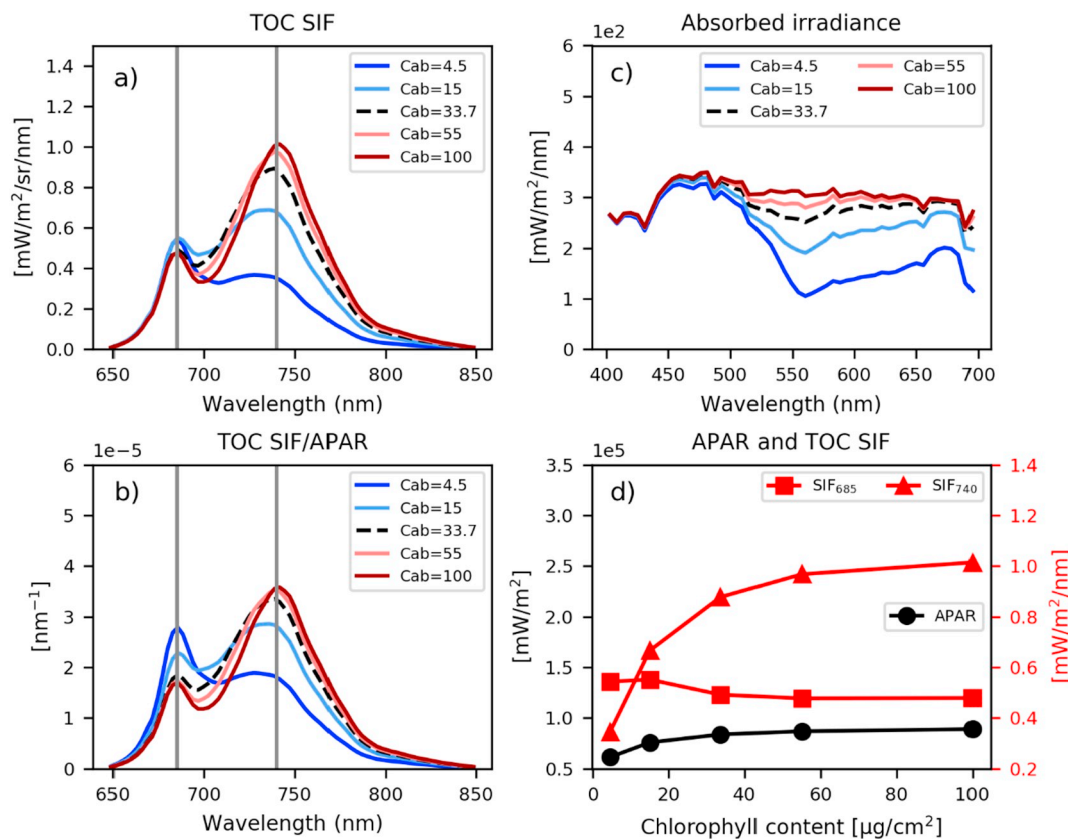 TOC SIF
a)
[mW/m²/sr/nm]
1.4
1.2
1.0
0.8
0.6
0.4
0.2
0.0
Cab=4.5
Cab=15
Cab=33.7
Cab=55
Cab=100
650 700 750 800 850
Wavelength (nm)
Absorbed irradiance
1e2
c)
[mW/m²/nm]
6
5
4
3
2
1
0
Cab=4.5
Cab=15
Cab=33.7
Cab=55
Cab=100
400 450 500 550 600 650 700
Wavelength (nm)
TOC SIF/APAR
1e−5
b)
[nm⁻¹]
6
5
4
3
2
1
0
Cab=4.5
Cab=15
Cab=33.7
Cab=55
Cab=100
650 700 750 800 850
Wavelength (nm)
APAR and TOC SIF
1e5
d)
[mW/m²]
3.5
3.0
2.5
2.0
1.5
1.0
0.5
SIF₆₈₅
SIF₇₄₀
APAR
1.4
1.2
1.0
0.8
0.6
0.4
0.2
[mW/m²/nm]
0 20 40 60 80 100
Chlorophyll content [μg/cm²]